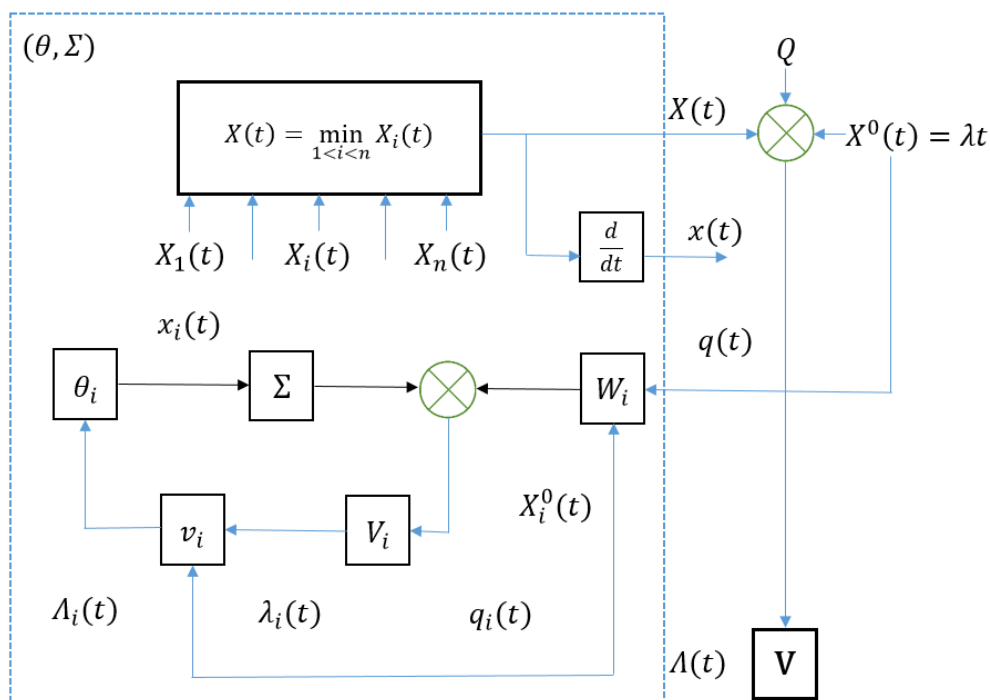 (θ, Σ)
Q
X(t) = min X_i(t)
1<i<n
X(t)
X^0(t) = λt
X_1(t)
X_i(t)
X_n(t)
d/dt
x(t)
x_i(t)
q(t)
θ_i
Σ
W_i
X_i^0(t)
v_i
V_i
Λ_i(t)
λ_i(t)
q_i(t)
Λ(t)
V